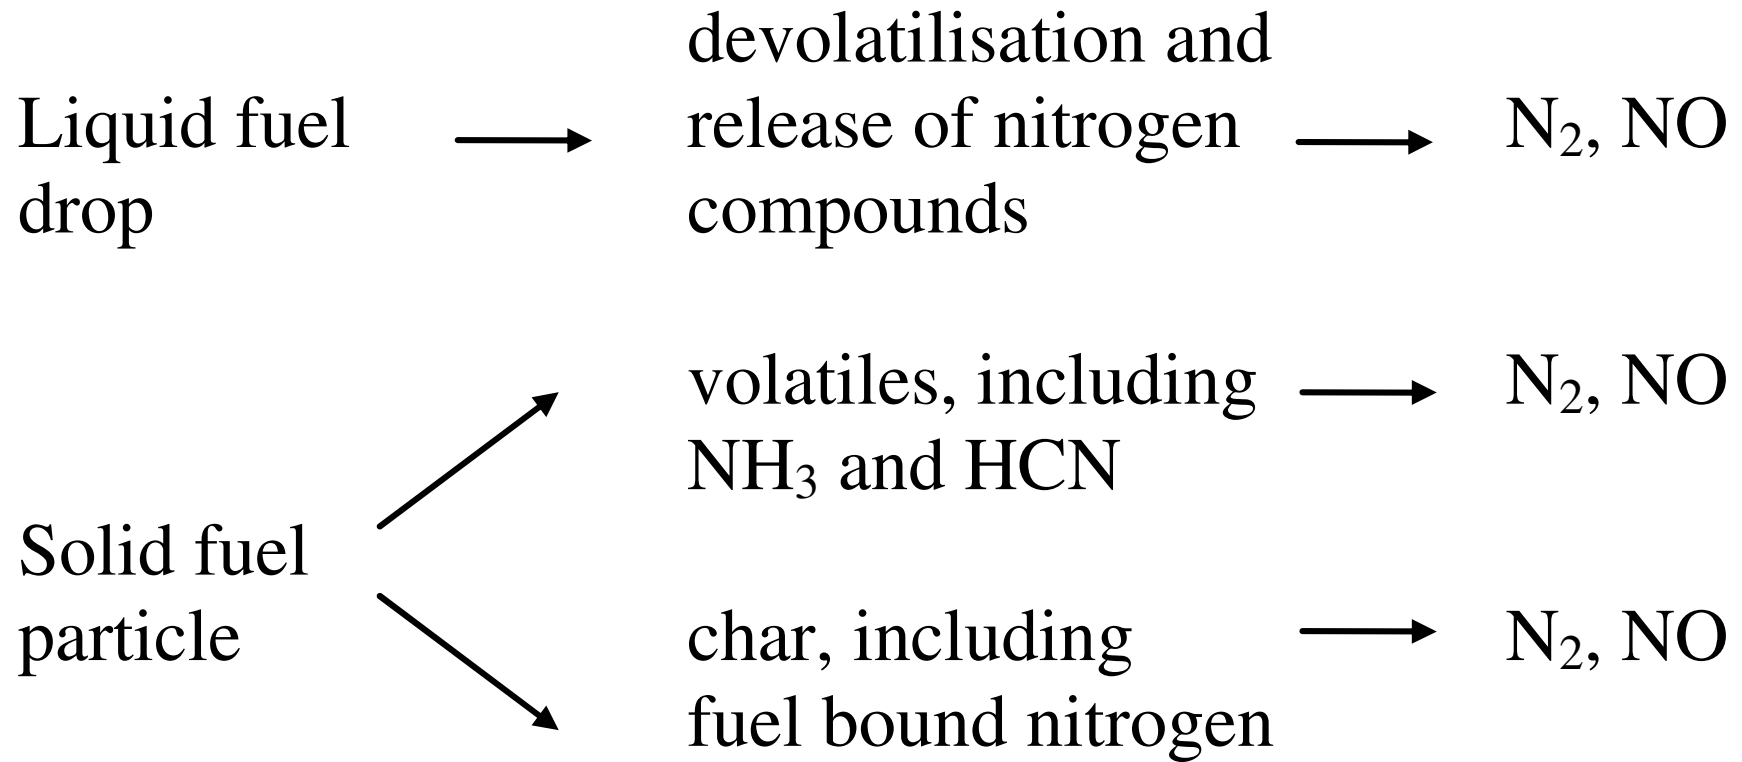 Liquid fuel
drop
devolatilisation and
release of nitrogen
compounds
N₂, NO
Solid fuel
particle
volatiles, including
NH₃ and HCN
N₂, NO
char, including
fuel bound nitrogen
N₂, NO